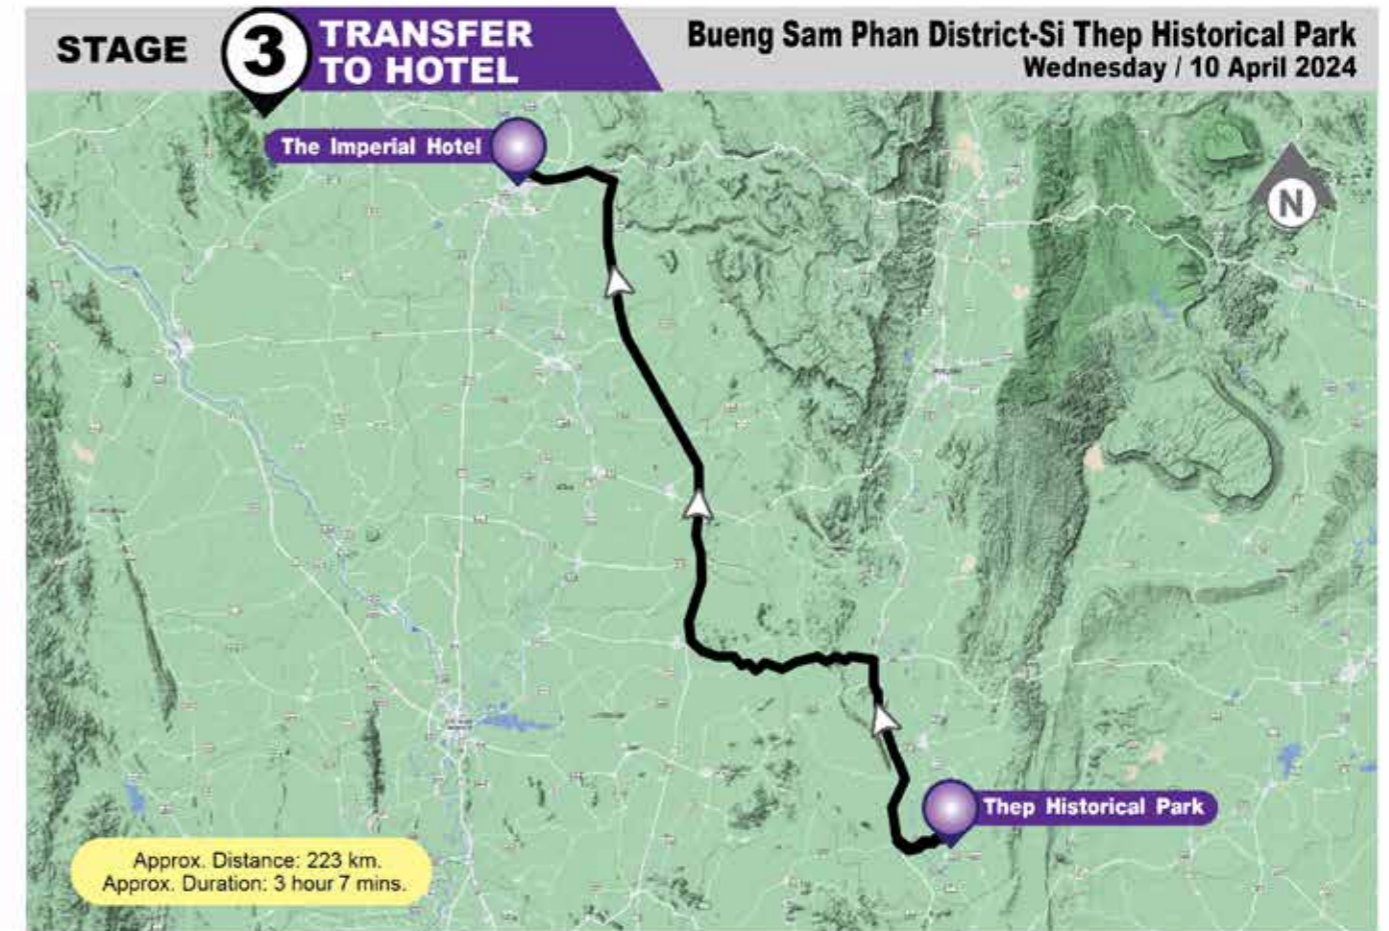 STAGE
3
TRANSFER
TO HOTEL
Bueng Sam Phan District-Si Thep Historical Park
Wednesday / 10 April 2024
The Imperial Hotel
N
Thep Historical Park
Approx. Distance: 223 km.
Approx. Duration: 3 hour 7 mins.